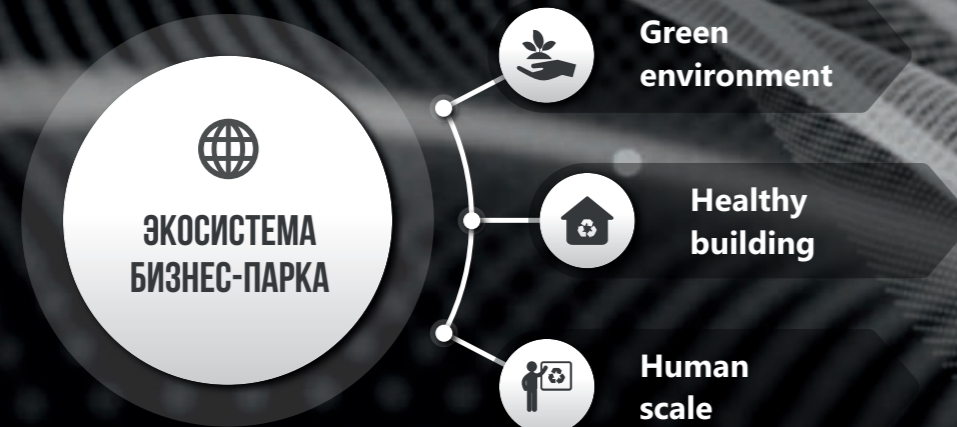 ЭКОСИСТЕМА
БИЗНЕС-ПАРКА
Green
environment
Healthy
building
Human
scale